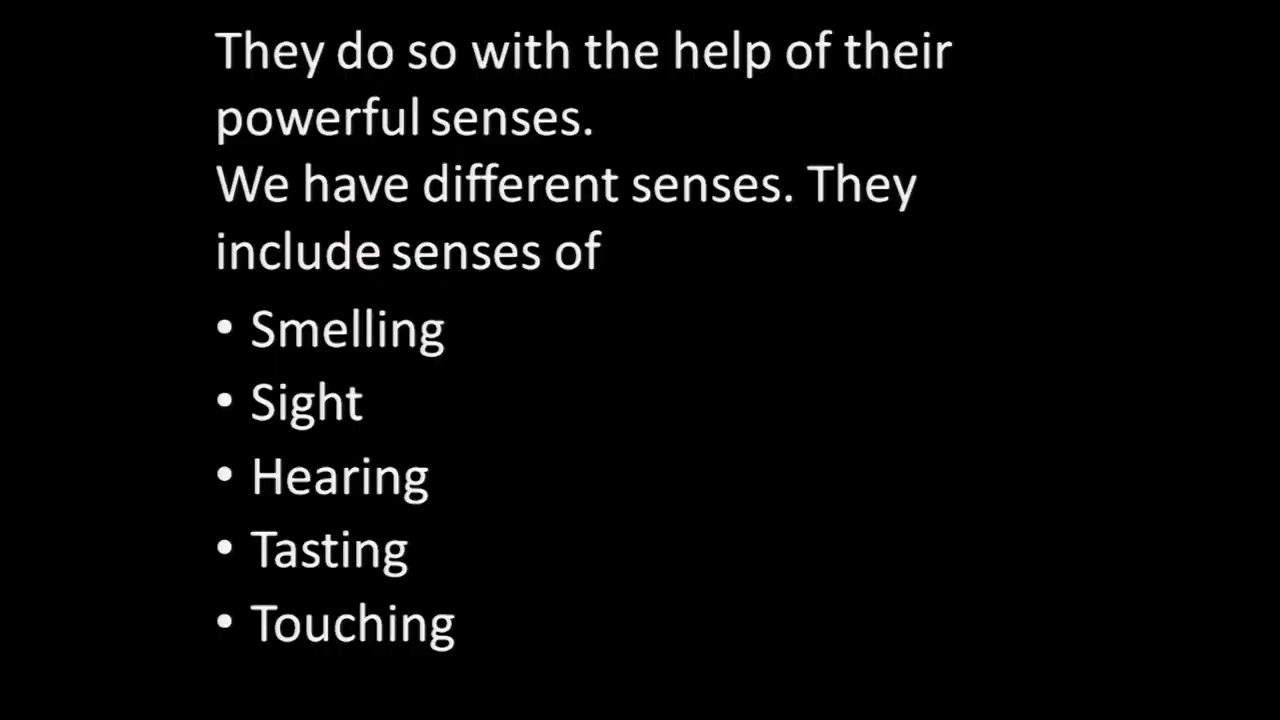 They do so with the help of their
powerful senses.
We have different senses. They
include senses of
• Smelling
• Sight
• Hearing
• Tasting
• Touching